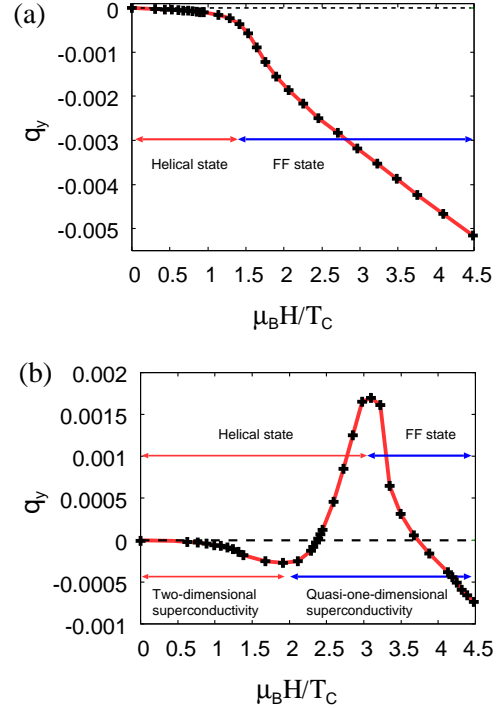 (a)
0
-0.001
-0.002
-0.003
-0.004
-0.005
q_y
Helical state
FF state
0 0.5 1 1.5 2 2.5 3 3.5 4 4.5
μ_B H/T_C
(b)
0.002
0.0015
0.001
0.0005
0
-0.0005
-0.001
q_y
Helical state
FF state
Two-dimensional
superconductivity
Quasi-one-dimensional
superconductivity
0 0.5 1 1.5 2 2.5 3 3.5 4 4.5
μ_B H/T_C